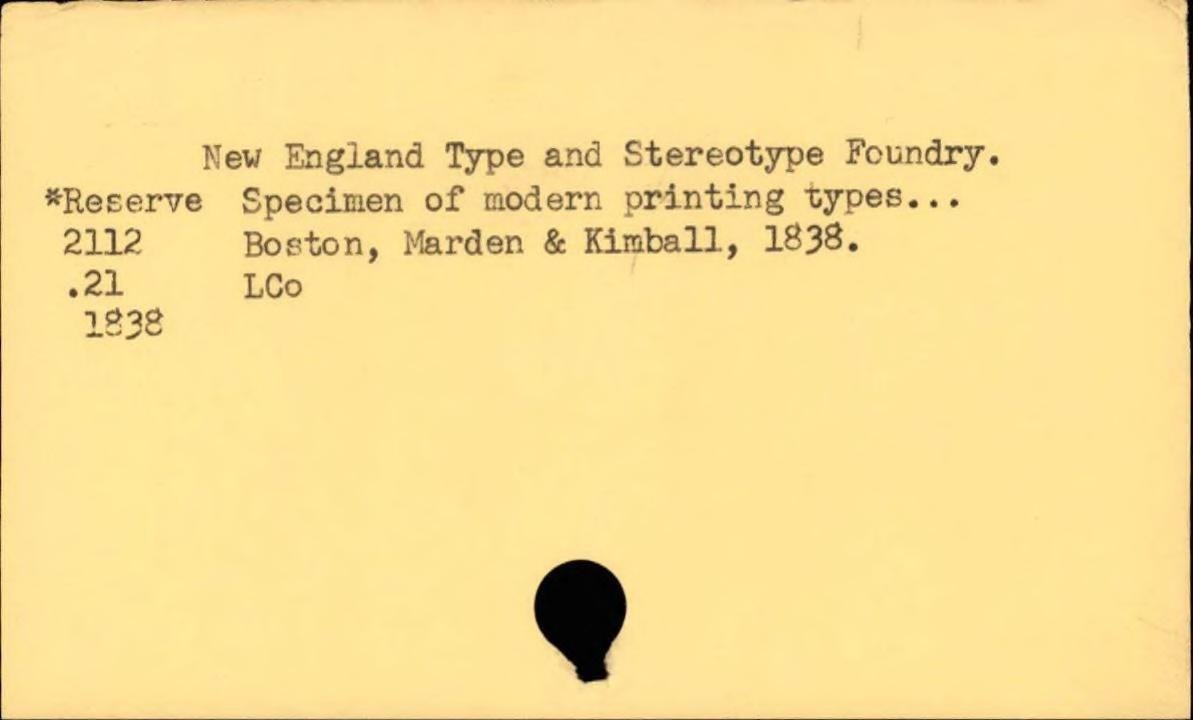 New England Type and Stereotype Foundry.
*Reserve Specimen of modern printing types...
2112 Boston, Marden & Kimball, 1838.
.21 LCo
1838